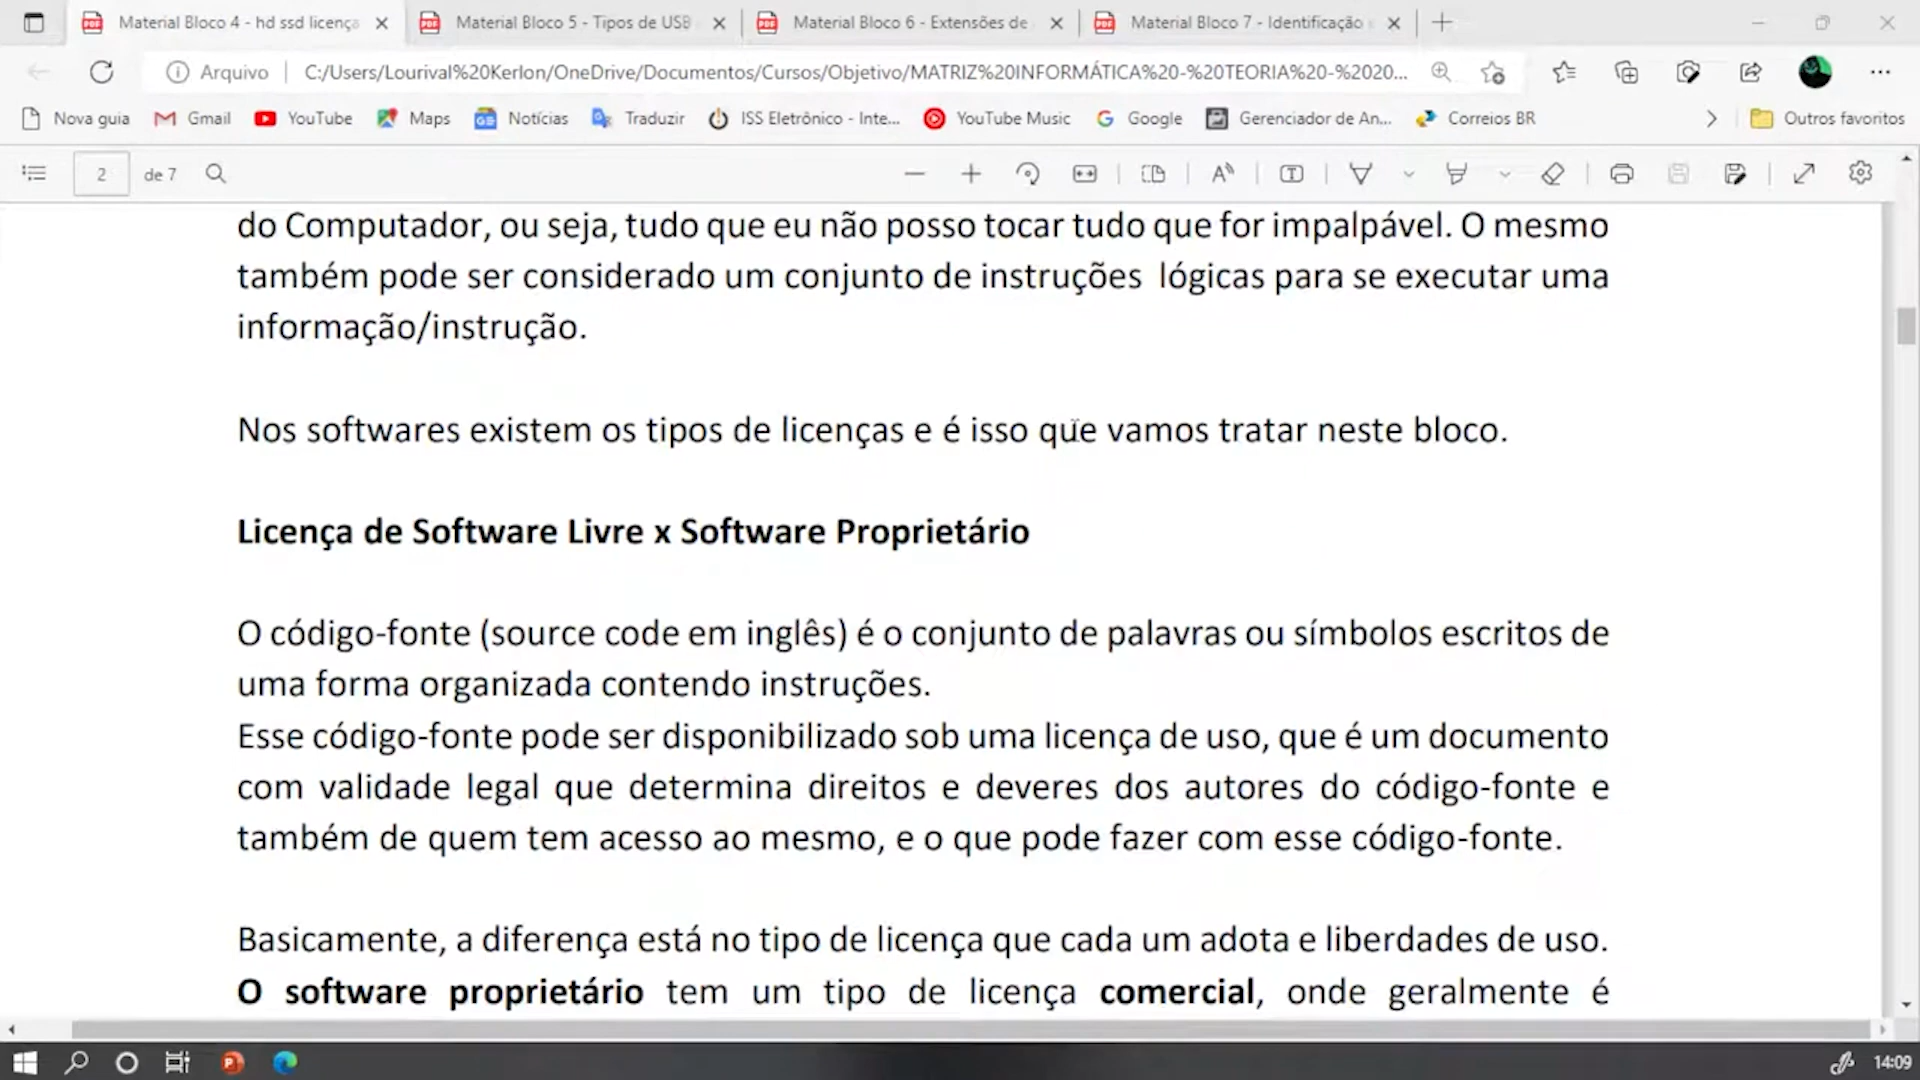 Material Bloco 4 - hd ssd licença
Material Bloco 5 - Tipos de USB
Material Bloco 6 - Extensões de
Material Bloco 7 - Identificação
Arquivo
C:/Users/Lourival%20Kerlon/OneDrive/Documentos/Cursos/Objetivo/MATRIZ%20INFORMÁTICA%20-%20TEORIA%20-%2020...
Nova guia
Gmail
YouTube
Maps
Notícias
Traduzir
ISS Eletrônico - Inte...
YouTube Music
Google
Gerenciador de An...
Correios BR
Outros favoritos
2 de 7
do Computador, ou seja, tudo que eu não posso tocar tudo que for impalpável. O mesmo
também pode ser considerado um conjunto de instruções lógicas para se executar uma
informação/instrução.
Nos softwares existem os tipos de licenças e é isso que vamos tratar neste bloco.
Licença de Software Livre x Software Proprietário
O código-fonte (source code em inglês) é o conjunto de palavras ou símbolos escritos de
uma forma organizada contendo instruções.
Esse código-fonte pode ser disponibilizado sob uma licença de uso, que é um documento
com validade legal que determina direitos e deveres dos autores do código-fonte e
também de quem tem acesso ao mesmo, e o que pode fazer com esse código-fonte.
Basicamente, a diferença está no tipo de licença que cada um adota e liberdades de uso.
O software proprietário tem um tipo de licença comercial, onde geralmente é
14:09